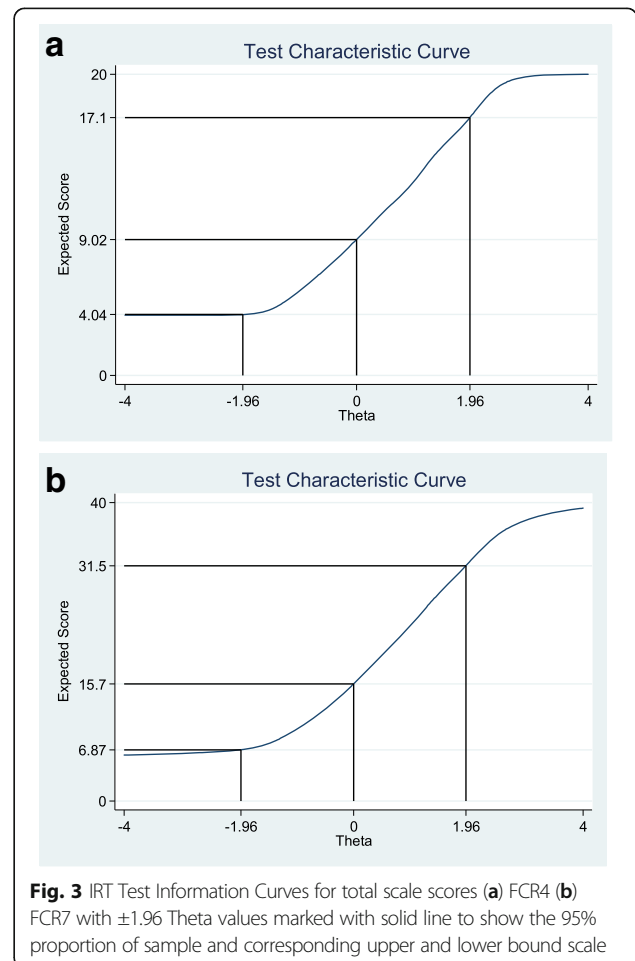 a
Test Characteristic Curve
Expected Score
20
17.1
9.02
4.04
0
-4 -1.96 0 1.96 4
Theta
b
Test Characteristic Curve
Expected Score
40
31.5
15.7
6.87
0
-4 -1.96 0 1.96 4
Theta
Fig. 3 IRT Test Information Curves for total scale scores (a) FCR4 (b)
FCR7 with ±1.96 Theta values marked with solid line to show the 95%
proportion of sample and corresponding upper and lower bound scale